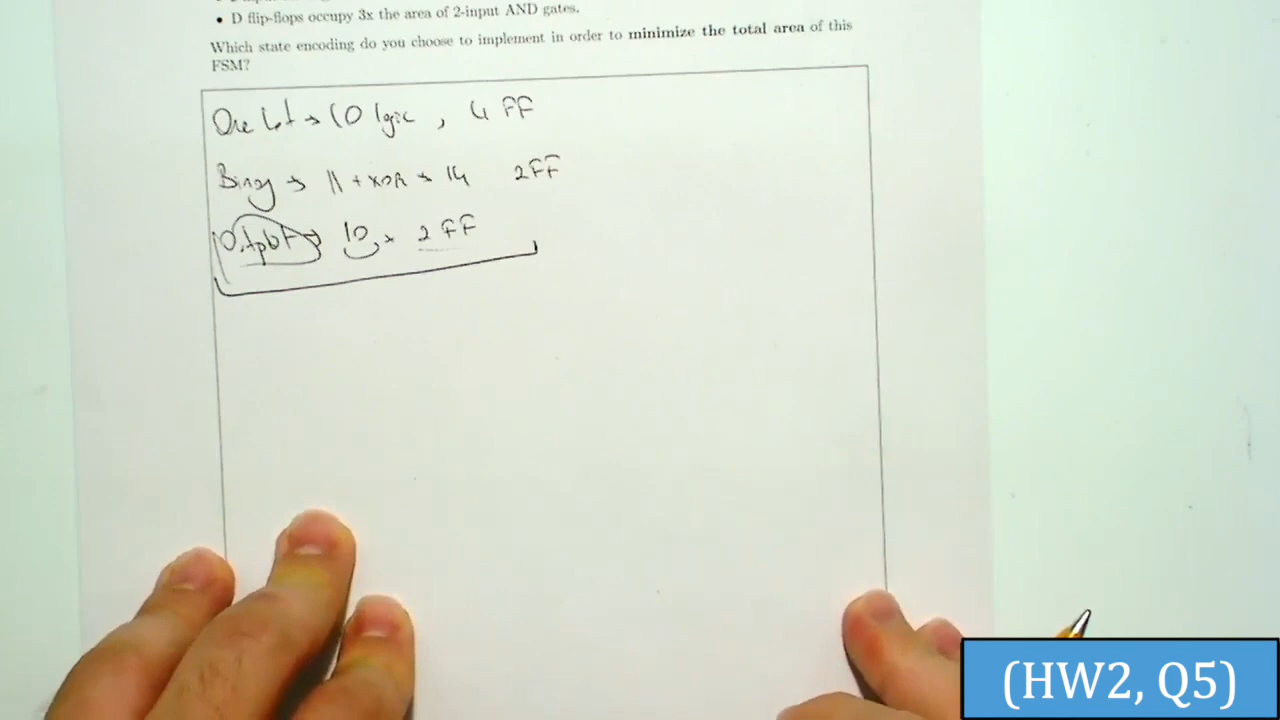 • D flip-flops occupy 3x the area of 2-input AND gates.
Which state encoding do you choose to implement in order to minimize the total area of this
FSM?
One hot → 10 logic , 4 FF
Binary → 11 + XOR → 14 2FF
Output → 10 2 FF
(HW2, Q5)